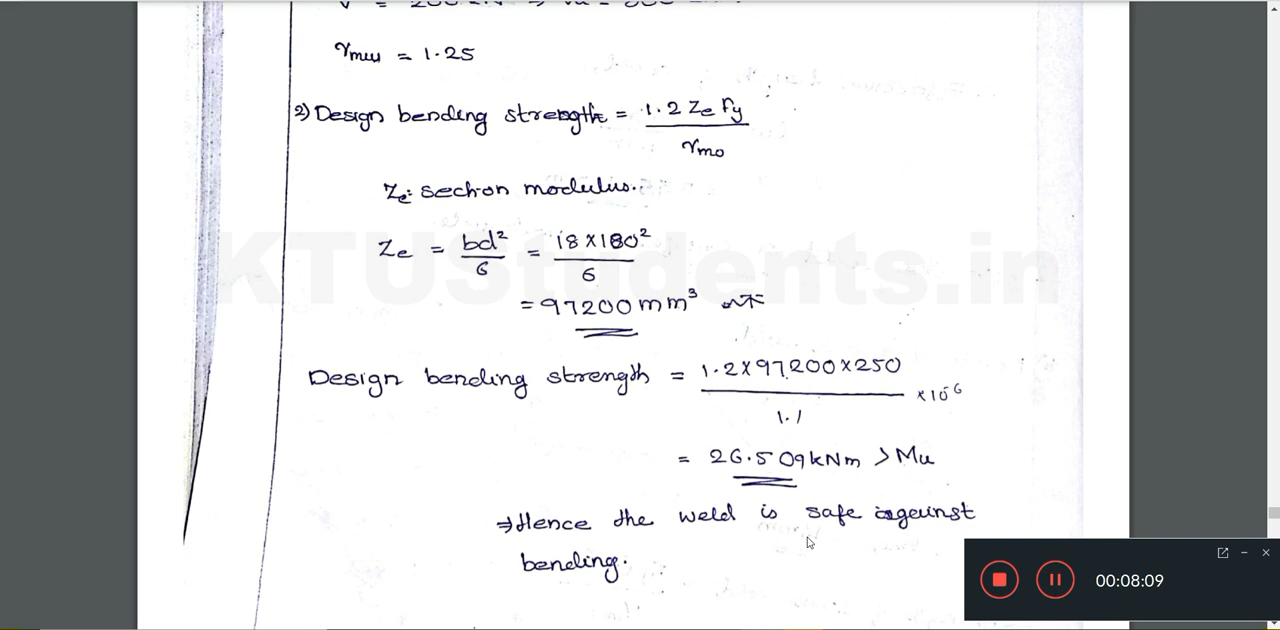 γmw = 1.25
2) Design bending strength = 1.2 Ze fy / γmo
Ze: section modulus.
Ze = bd² / 6 = 18 × 180² / 6
= 97200 mm³
Design bending strength = 1.2 × 97200 × 250 / 1.1 × 10⁻⁶
= 26.509 kNm > Mu
⇒ Hence the weld is safe against
bending.
KTUStudents.in
00:08:09